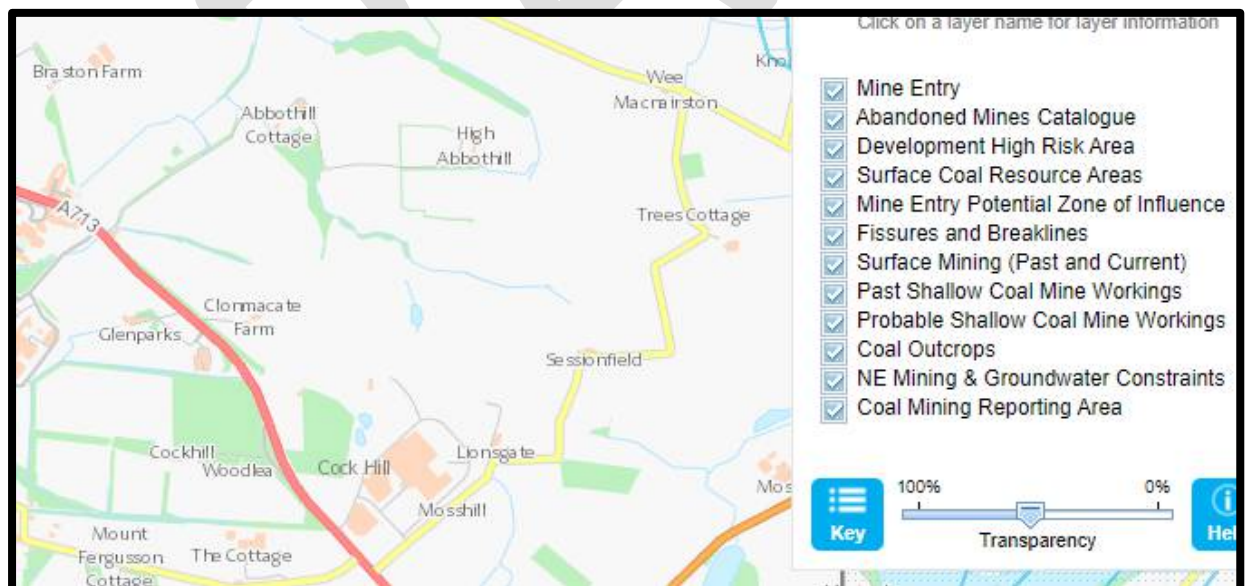 Click on a layer name for layer information
Braston Farm
Abbothill
Cottage
High
Abbothill
Wee
Macmairston
Trees Cottage
A713
Clonmacate
Farm
Glenparks
Sessionfield
Cockhill
Woodlea
Cock Hill
Lionsgate
Mosshill
Mount
Fergusson
Cottage
The Cottage
Mine Entry
Abandoned Mines Catalogue
Development High Risk Area
Surface Coal Resource Areas
Mine Entry Potential Zone of Influence
Fissures and Breaklines
Surface Mining (Past and Current)
Past Shallow Coal Mine Workings
Probable Shallow Coal Mine Workings
Coal Outcrops
NE Mining & Groundwater Constraints
Coal Mining Reporting Area
Key
100%
0%
Transparency